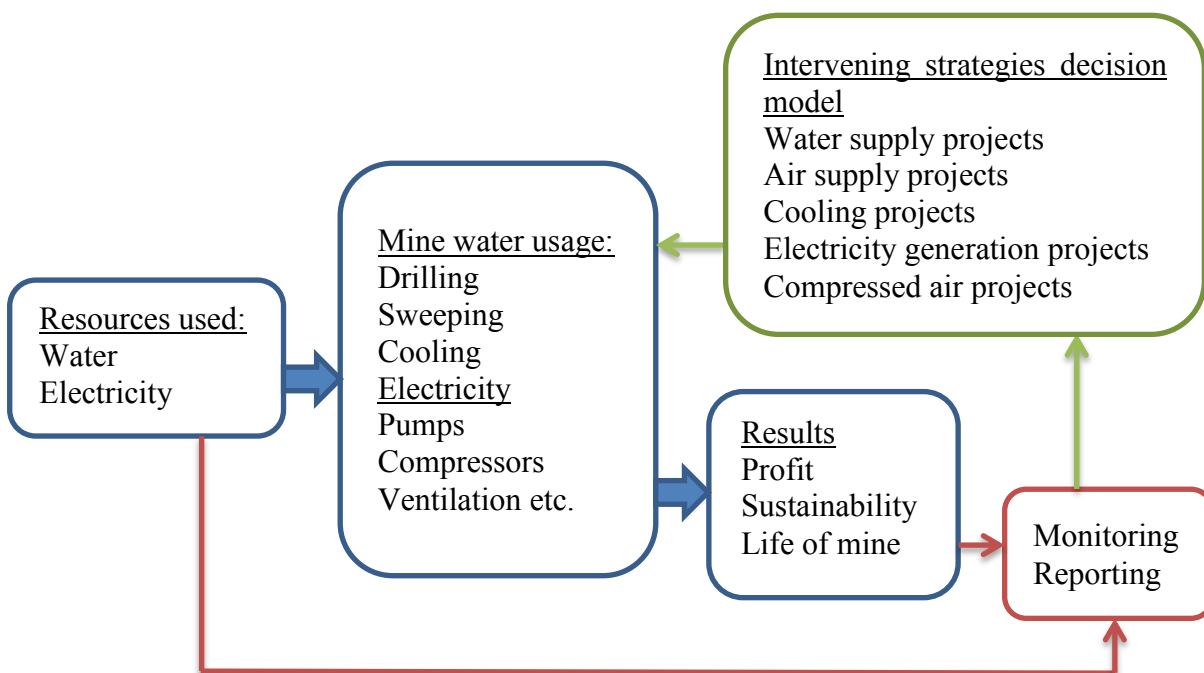 Resources used:
Water
Electricity
Mine water usage:
Drilling
Sweeping
Cooling
Electricity
Pumps
Compressors
Ventilation etc.
Results
Profit
Sustainability
Life of mine
Monitoring
Reporting
Intervening strategies decision
model
Water supply projects
Air supply projects
Cooling projects
Electricity generation projects
Compressed air projects